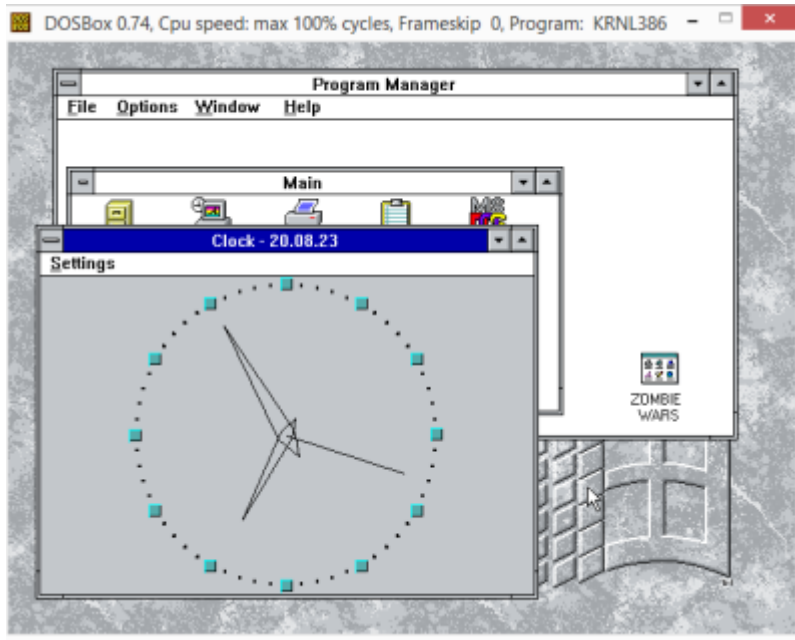 DOSBox 0.74, Cpu speed: max 100% cycles, Frameskip 0, Program: KRNL386
Program Manager
File Options Window Help
Main
MS
Clock - 20.08.23
Settings
ZOMBIE
WARS